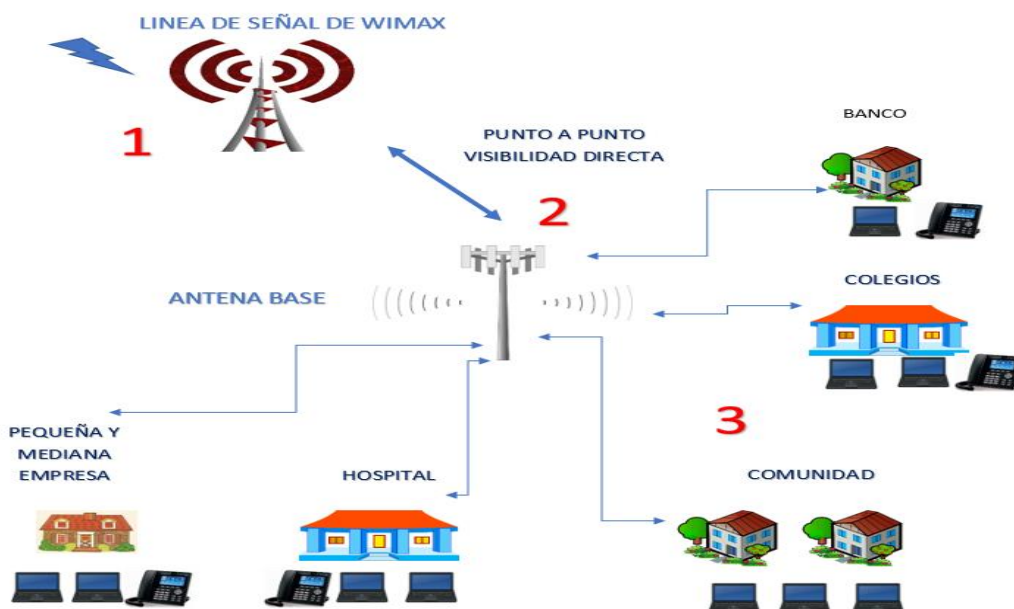 LINEA DE SEÑAL DE WIMAX
1
PUNTO A PUNTO
VISIBILIDAD DIRECTA
BANCO
2
ANTENA BASE
COLEGIOS
3
PEQUEÑA Y
MEDIANA
EMPRESA
HOSPITAL
COMUNIDAD